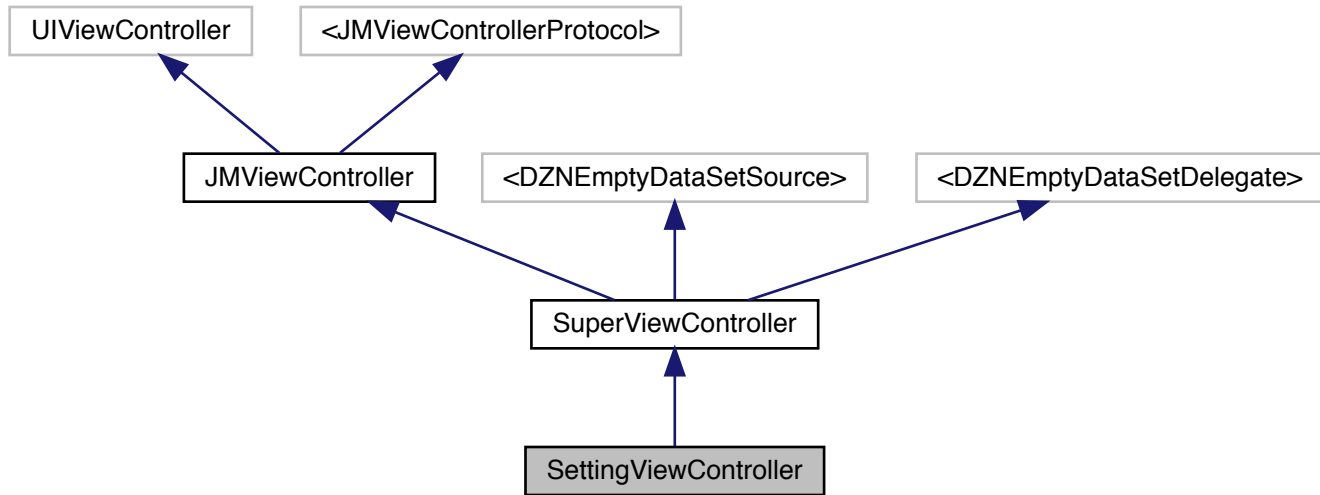 UIViewController
<JMViewControllerProtocol>
JMViewController
<DZNEmptyDataSetSource>
<DZNEmptyDataSetDelegate>
SuperViewController
SettingViewController